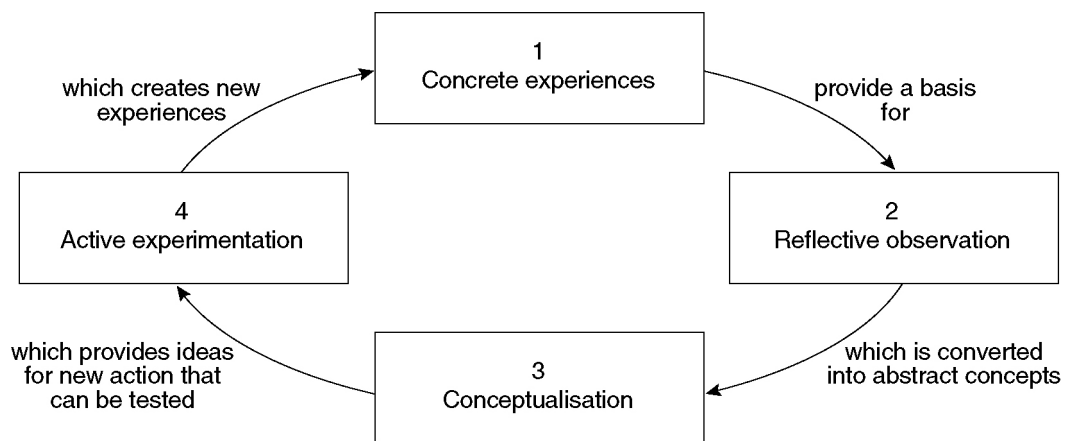 1
Concrete experiences
provide a basis
for
2
Reflective observation
which is converted
into abstract concepts
3
Conceptualisation
which provides ideas
for new action that
can be tested
4
Active experimentation
which creates new
experiences